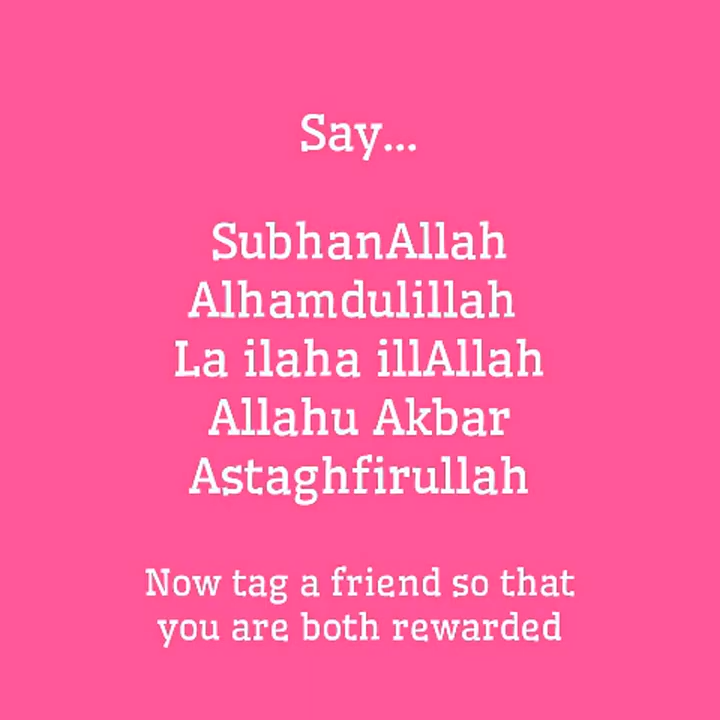 Say...
SubhanAllah
Alhamdulillah
La ilaha illAllah
Allahu Akbar
Astaghfirullah
Now tag a friend so that
you are both rewarded